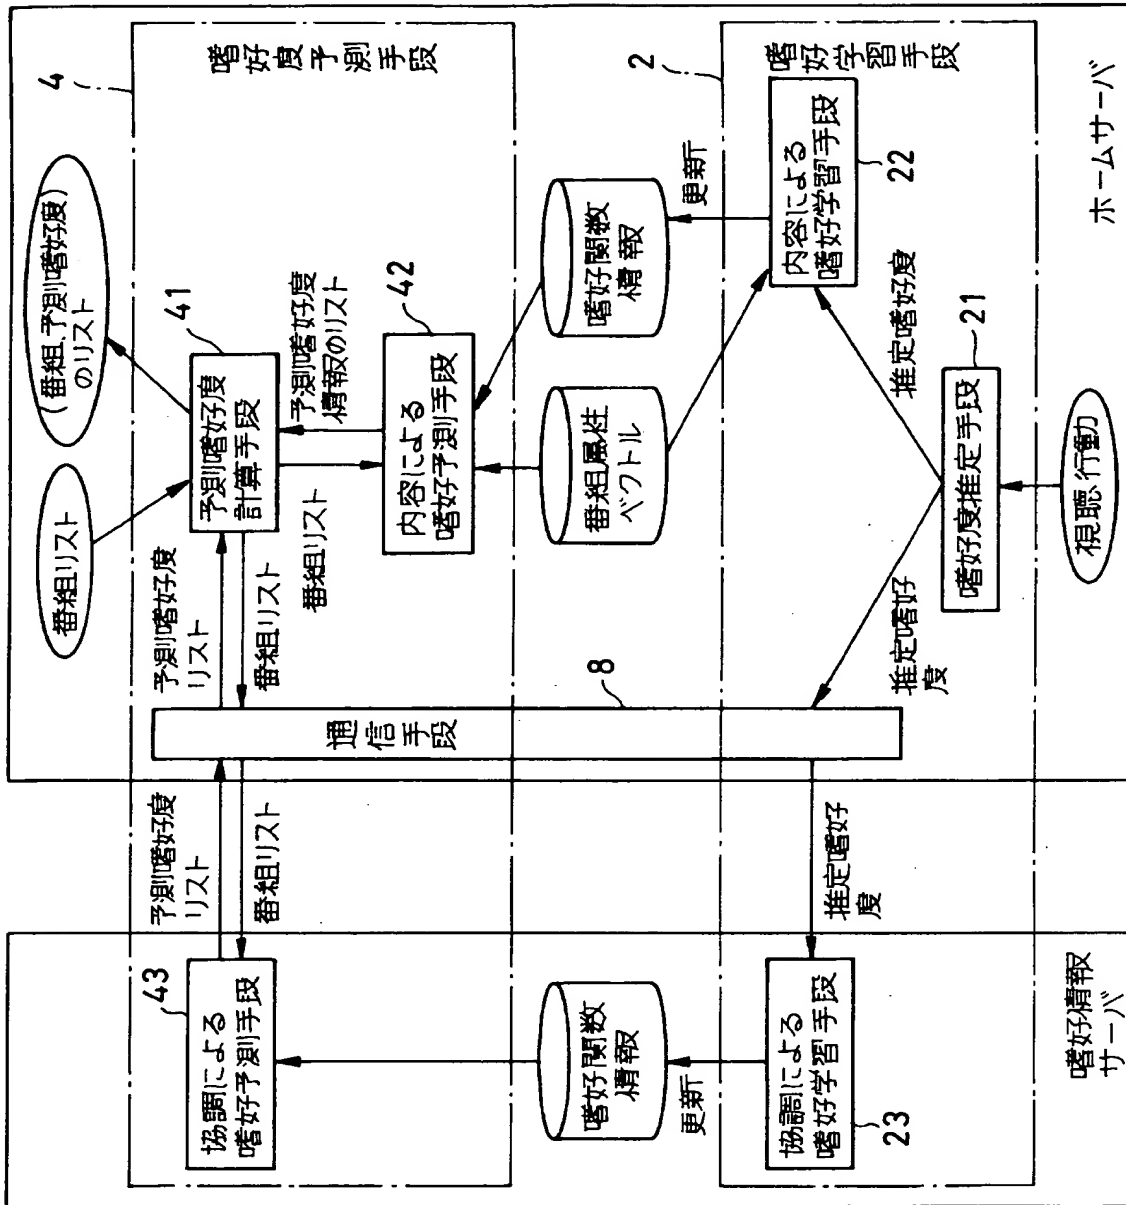 嗜好度予測手段
4
(番組,予測嗜好度)
のリスト
番組リスト
41
予測嗜好度
計算手段
予測嗜好度
情報のリスト
番組リスト
42
内容による
嗜好予測手段
予測嗜好度
リスト
番組リスト
8
通信手段
予測嗜好度
リスト
番組リスト
43
協調による
嗜好予測手段
嗜好関数
情報
番組属性
ベクトル
嗜好関数
情報
更新
更新
2
嗜好学習手段
内容による
嗜好学習手段
22
推定嗜好度
推定嗜好
度
推定嗜好
度
21
嗜好度推定手段
視聴行動
協調による
嗜好学習手段
23
ホームサーバ
嗜好情報
サーバ